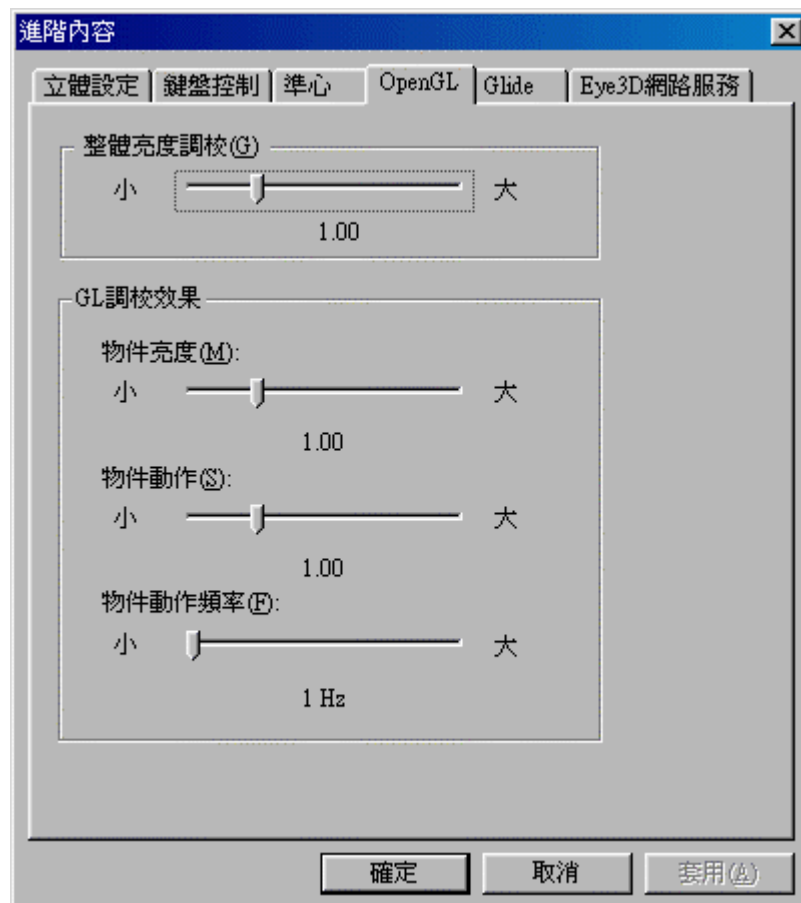 進階內容
立體設定 鍵盤控制 準心 OpenGL Glide Eye3D網路服務
整體亮度調校(G)
小 大
1.00
GL調校效果
物件亮度(M):
小 大
1.00
物件動作(S):
小 大
1.00
物件動作頻率(F):
小 大
1 Hz
確定 取消 套用(A)